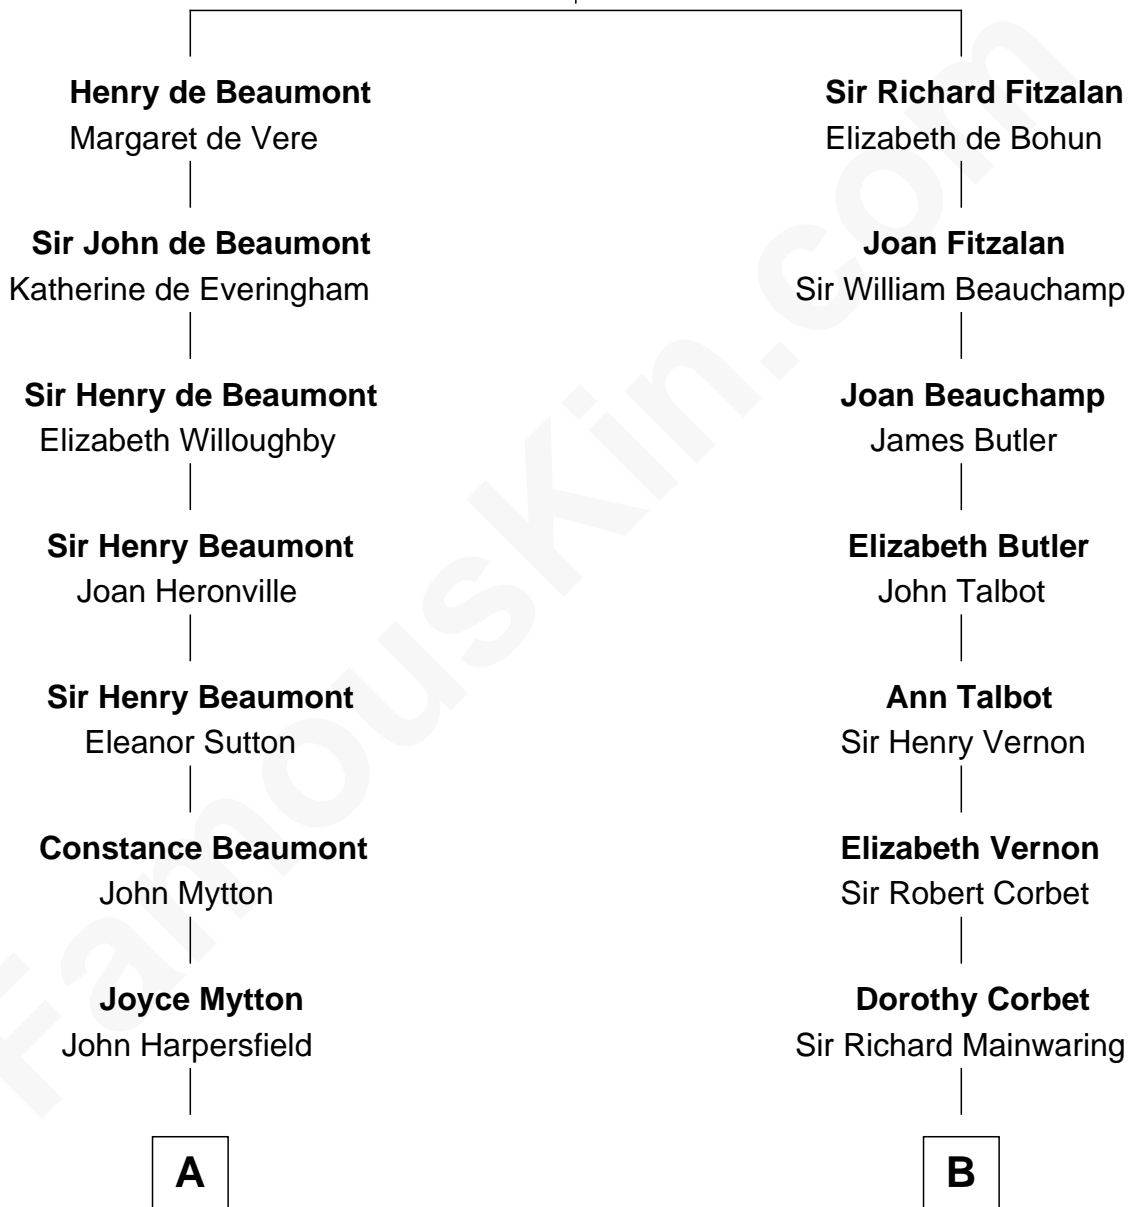 Henry de Beaumont
Margaret de Vere
Sir John de Beaumont
Katherine de Everingham
Sir Henry de Beaumont
Elizabeth Willoughby
Sir Henry Beaumont
Joan Heronville
Sir Henry Beaumont
Eleanor Sutton
Constance Beaumont
John Mytton
Joyce Mytton
John Harpersfield
A
Sir Richard Fitzalan
Elizabeth de Bohun
Joan Fitzalan
Sir William Beauchamp
Joan Beauchamp
James Butler
Elizabeth Butler
John Talbot
Ann Talbot
Sir Henry Vernon
Elizabeth Vernon
Sir Robert Corbet
Dorothy Corbet
Sir Richard Mainwaring
B
FamousKin.com